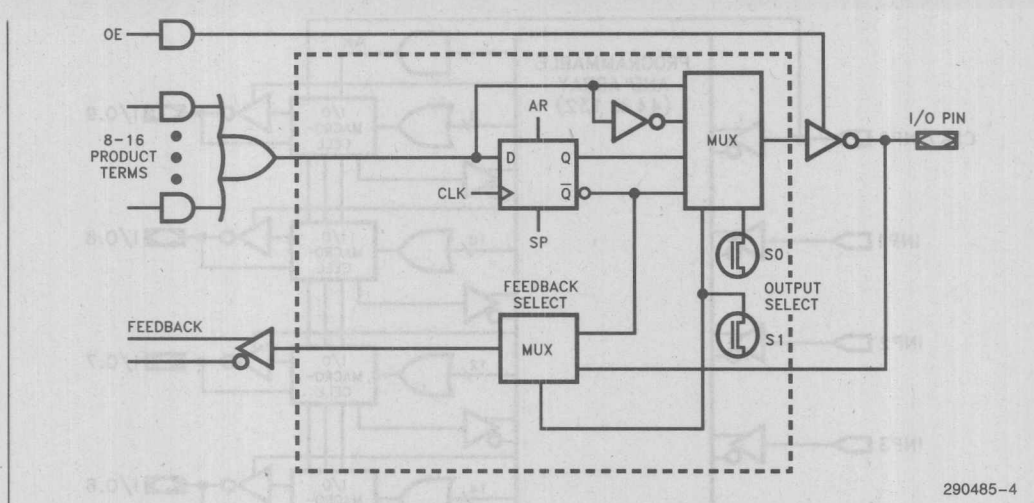 OE
8–16
PRODUCT
TERMS
AR
D
Q
CLK
Q̅
SP
MUX
I/O PIN
S0
OUTPUT
SELECT
S1
FEEDBACK
SELECT
MUX
FEEDBACK
290485–4